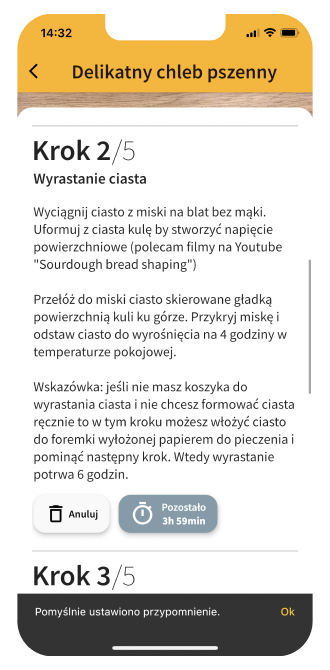 14:32
Delikatny chleb pszenny
Krok 2/5
Wyrastanie ciasta
Wyciągnij ciasto z miski na blat bez mąki.
Uformuj z ciasta kulę by stworzyć napięcie
powierzchniowe (polecam filmy na Youtube
"Sourdough bread shaping")
Przełóż do miski ciasto skierowane gładką
powierzchnią kuli ku górze. Przykryj miskę i
odstaw ciasto do wyrośnięcia na 4 godziny w
temperaturze pokojowej.
Wskazówka: jeśli nie masz koszyka do
wyrastania ciasta i nie chcesz formować ciasta
ręcznie to w tym kroku możesz włożyć ciasto
do foremki wyłożonej papierem do pieczenia i
pominąć następny krok. Wtedy wyrastanie
potrwa 6 godzin.
Anuluj
Pozostało
3h 59min
Krok 3/5
Pomyślnie ustawiono przypomnienie.
Ok